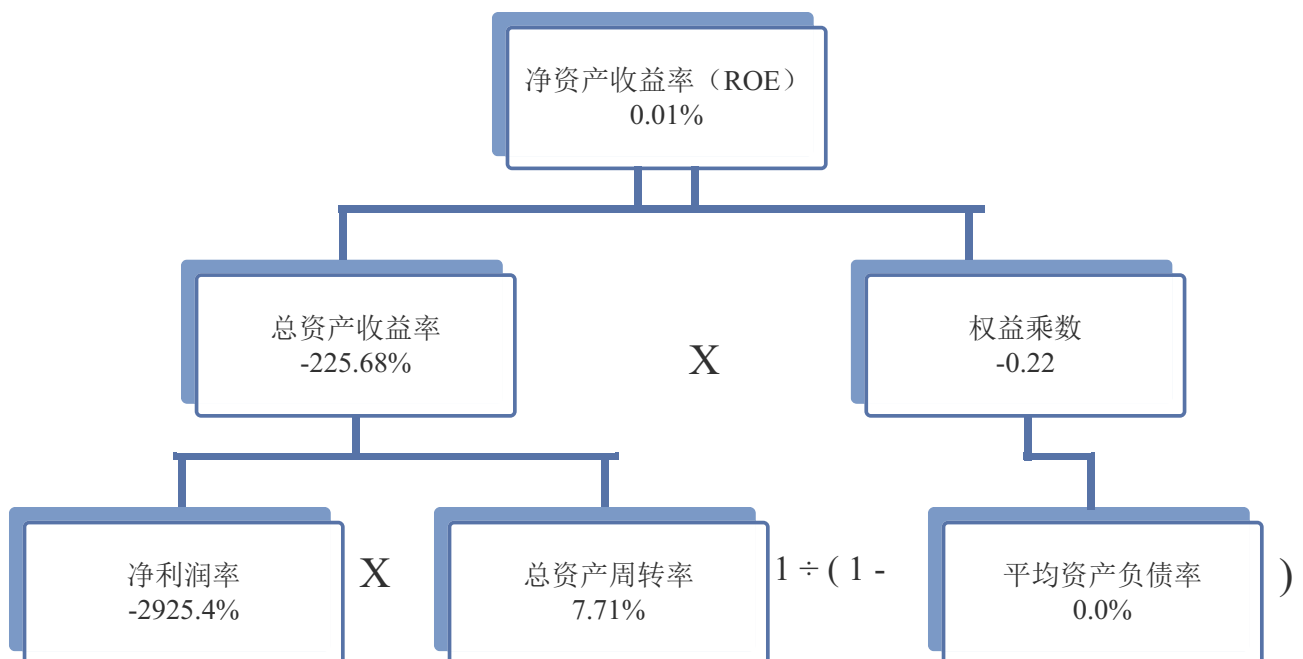 净资产收益率（ROE）
0.01%
总资产收益率
-225.68%
X
权益乘数
-0.22
净利润率
-2925.4%
X
总资产周转率
7.71%
1 ÷ ( 1 -
平均资产负债率
0.0%
)